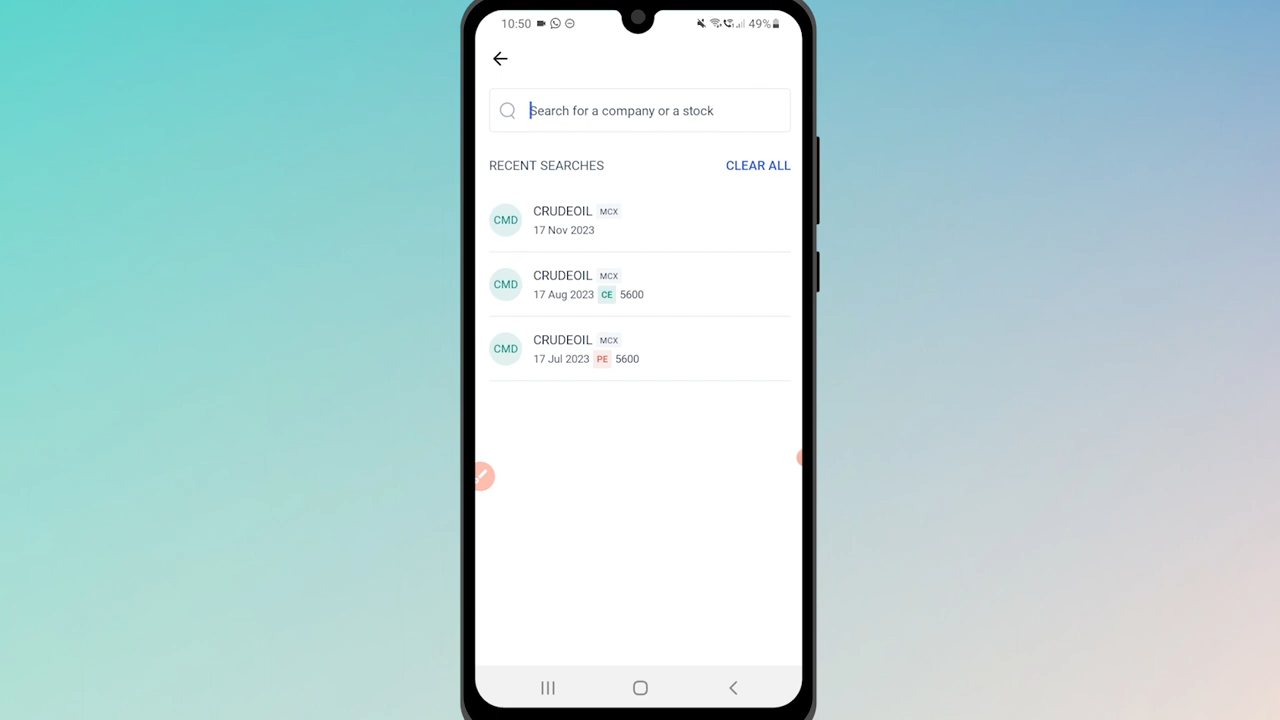 10:50 49%
Search for a company or a stock
RECENT SEARCHES CLEAR ALL
CMD CRUDEOIL MCX
17 Nov 2023
CMD CRUDEOIL MCX
17 Aug 2023 CE 5600
CMD CRUDEOIL MCX
17 Jul 2023 PE 5600